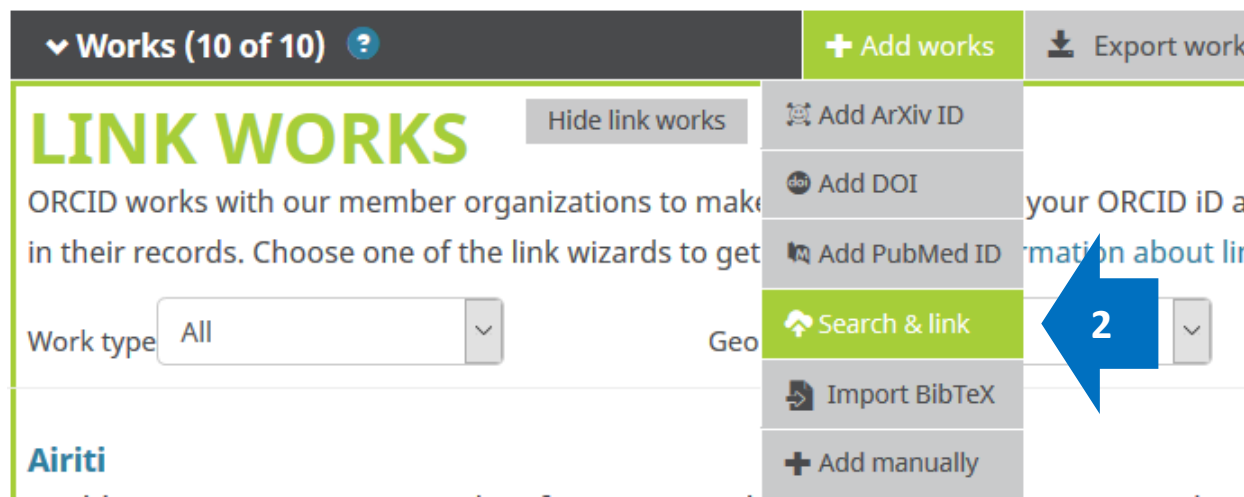 Works (10 of 10) ? Add works Export work
LINK WORKS Hide link works Add ArXiv ID
Add DOI
ORCID works with our member organizations to make your ORCID iD a
in their records. Choose one of the link wizards to get Add PubMed ID rmation about lin
Work type All Geo Search & link 2
Import BibTeX
Airiti Add manually